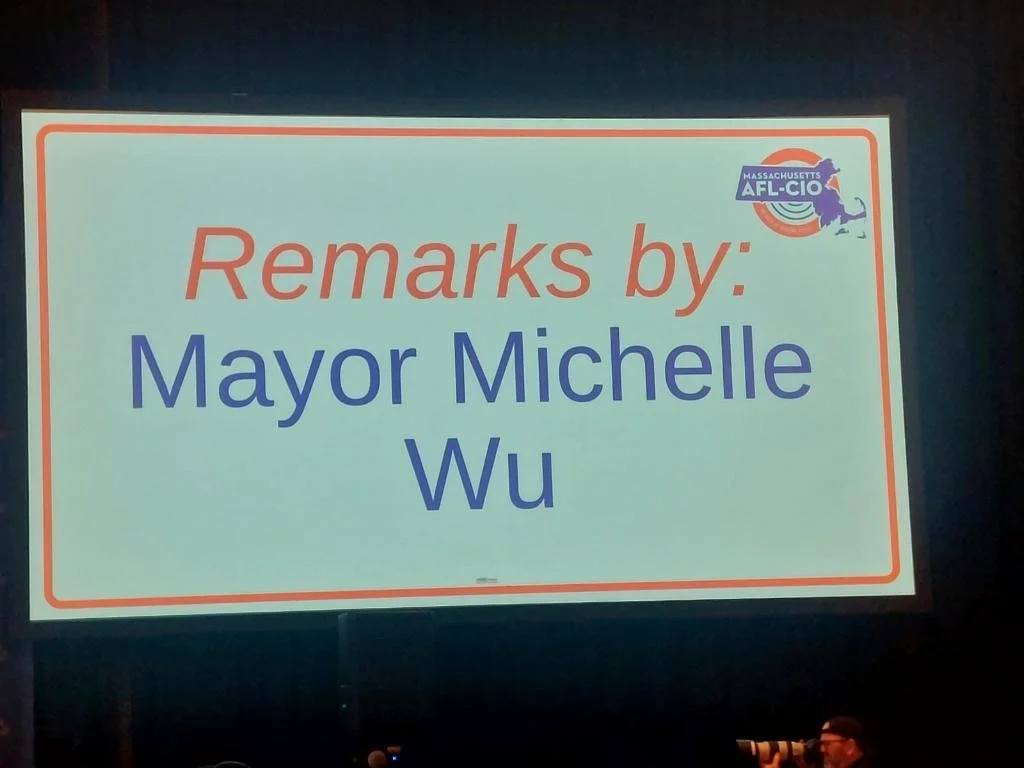 MASSACHUSETTS
AFL-CIO
Remarks by:
Mayor Michelle
Wu